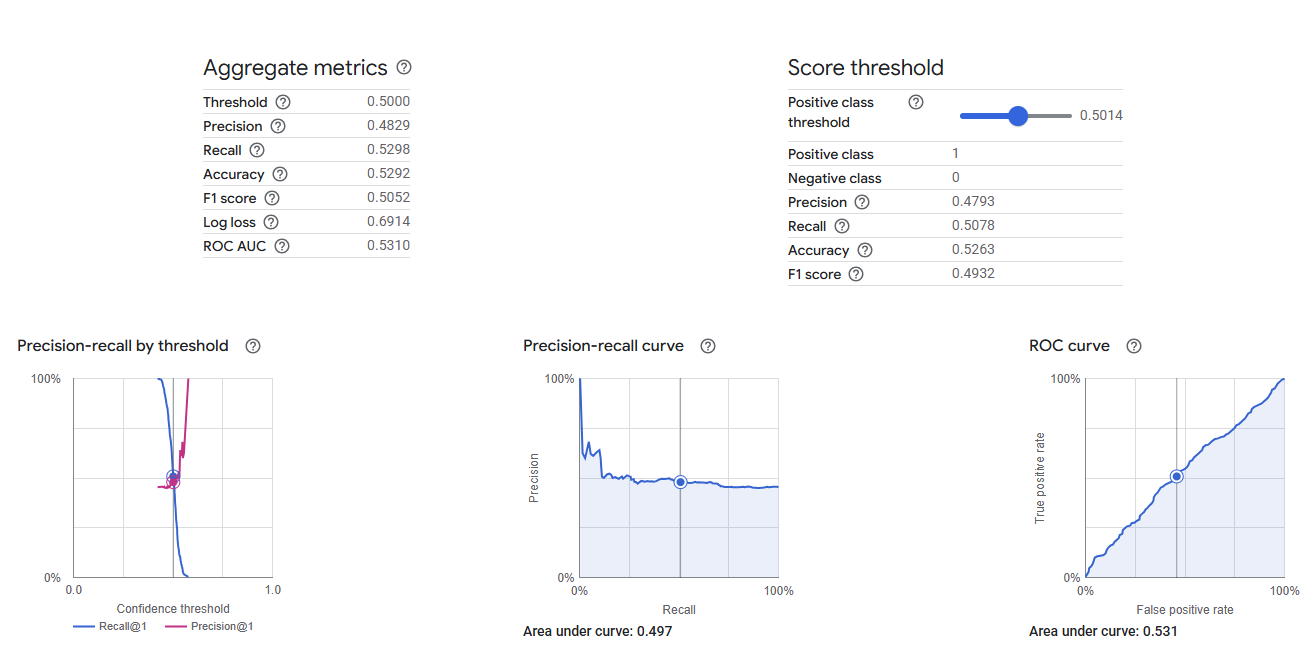 Aggregate metrics
Threshold 0.5000
Precision 0.4829
Recall 0.5298
Accuracy 0.5292
F1 score 0.5052
Log loss 0.6914
ROC AUC 0.5310
Score threshold
Positive class
threshold
0.5014
Positive class 1
Negative class 0
Precision 0.4793
Recall 0.5078
Accuracy 0.5263
F1 score 0.4932
Precision-recall by threshold
100%
0%
0.0 1.0
Confidence threshold
Recall@1 Precision@1
Precision-recall curve
100%
Precision
0%
0% 100%
Recall
Area under curve: 0.497
ROC curve
100%
True positive rate
0%
0% 100%
False positive rate
Area under curve: 0.531